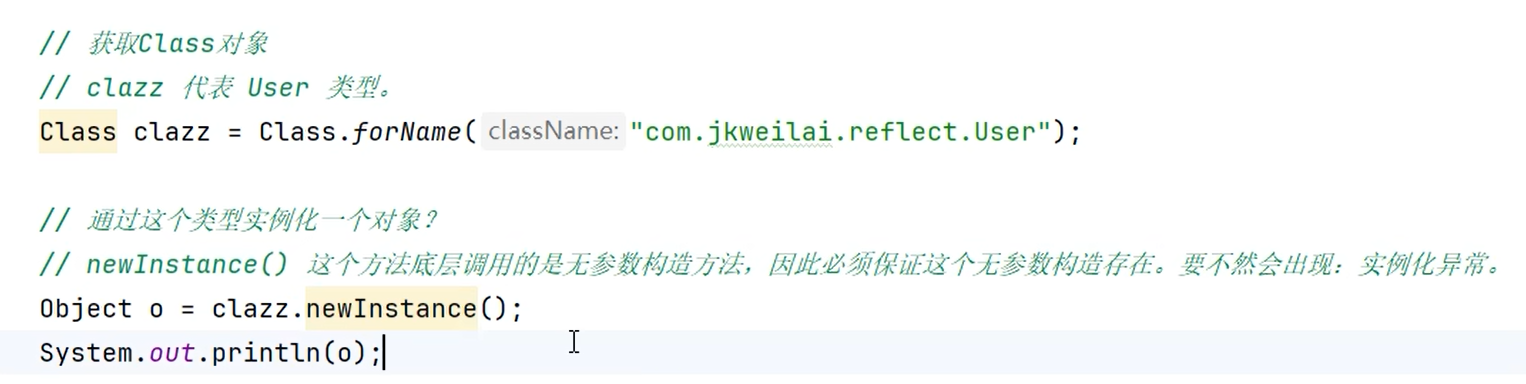 // 获取Class对象
// clazz 代表 User 类型。
Class clazz = Class.forName( className: "com.jkweilai.reflect.User");
// 通过这个类型实例化一个对象？
// newInstance() 这个方法底层调用的是无参数构造方法，因此必须保证这个无参数构造存在。要不然会出现：实例化异常。
Object o = clazz.newInstance();
System.out.println(o);